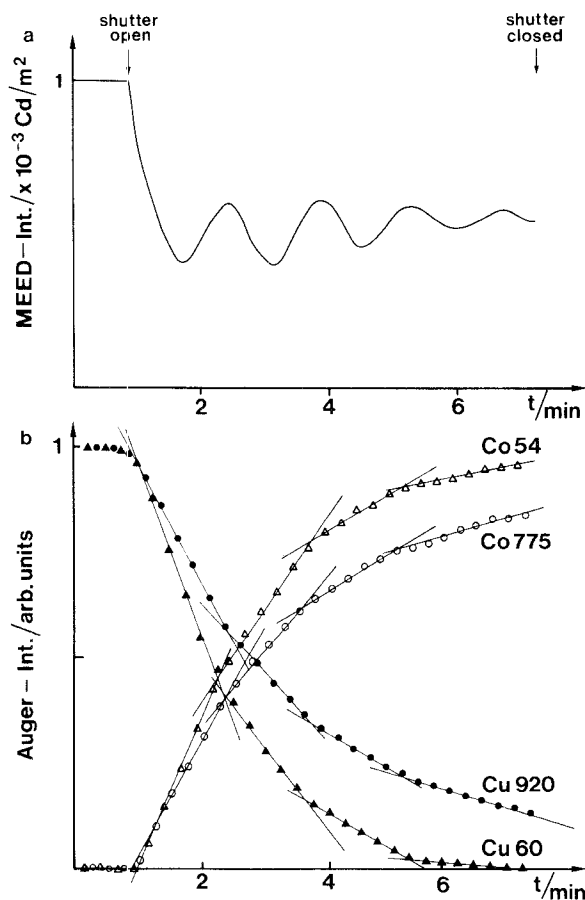 shutter open
shutter closed
a
1
MEED–Int./x 10⁻³ Cd/m²
2
4
6
t/min
b
1
Co 54
Co 775
Auger – Int./arb. units
Cu 920
Cu 60
2
4
6
t/min